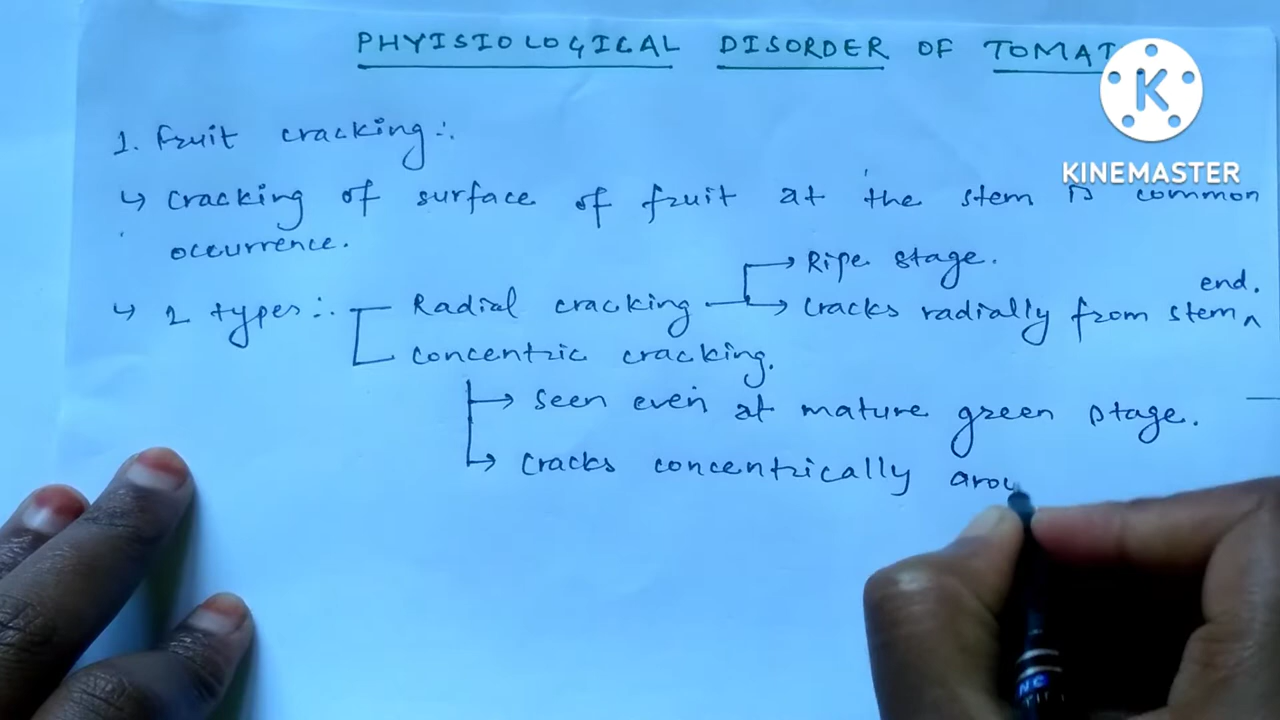 PHYISIOLOGICAL DISORDER OF TOMAT
K
KINEMASTER
1. Fruit cracking:.
↳ Cracking of surface of fruit at the stem is common
occurrence.
→ Ripe stage.
↳ 2 types:. Radial cracking → Cracks radially from stem ^ end.
concentric cracking.
→ Seen even at mature green stage.
↳ Cracks concentrically arou
NC